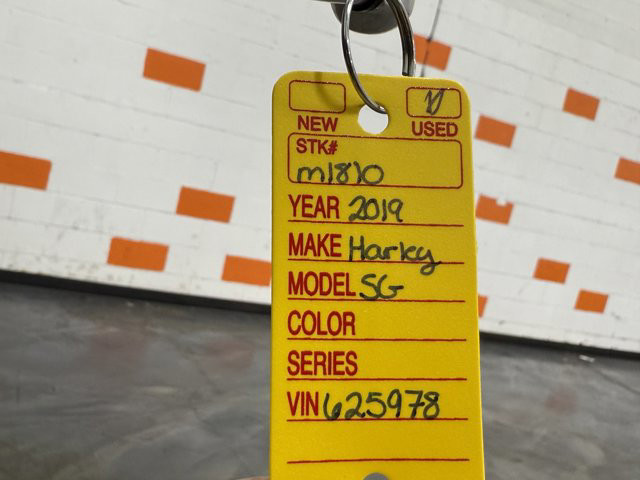 NEW USED
STK#
m1810
YEAR 2019
MAKE Harley
MODEL SG
COLOR
SERIES
VIN 625978